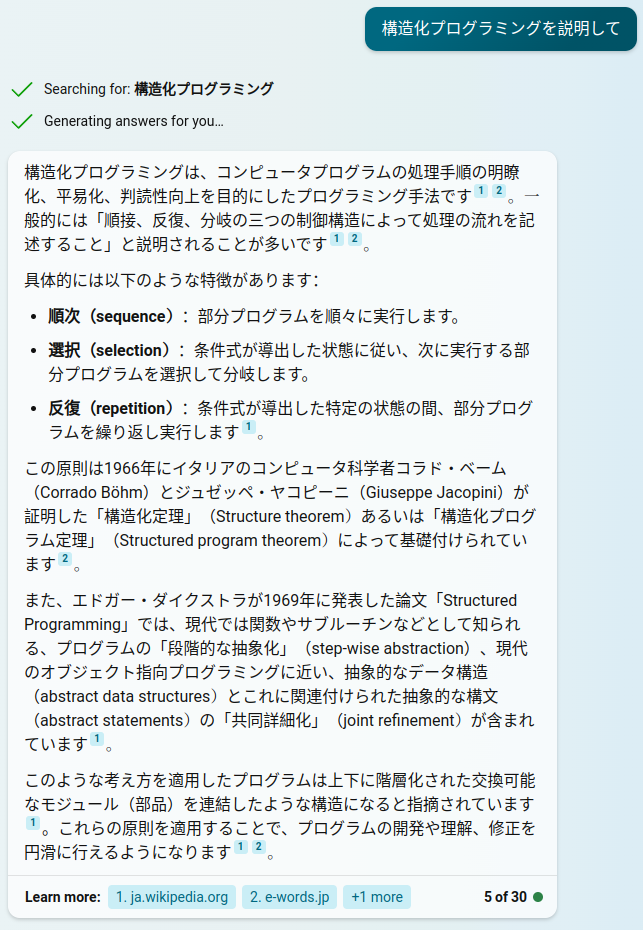 構造化プログラミングを説明して
Searching for: 構造化プログラミング
Generating answers for you…
構造化プログラミングは、コンピュータプログラムの処理手順の明瞭
化、平易化、判読性向上を目的にしたプログラミング手法です 1 2 。一
般的には「順接、反復、分岐の三つの制御構造によって処理の流れを記
述すること」と説明されることが多いです 1 2 。
具体的には以下のような特徴があります：
• 順次（sequence）：部分プログラムを順々に実行します。
• 選択（selection）：条件式が導出した状態に従い、次に実行する部
分プログラムを選択して分岐します。
• 反復（repetition）：条件式が導出した特定の状態の間、部分プログ
ラムを繰り返し実行します 1 。
この原則は1966年にイタリアのコンピュータ科学者コラド・ベーム
（Corrado Böhm）とジュゼッペ・ヤコピーニ（Giuseppe Jacopini）が
証明した「構造化定理」（Structure theorem）あるいは「構造化プログ
ラム定理」（Structured program theorem）によって基礎付けられてい
ます 2 。
また、エドガー・ダイクストラが1969年に発表した論文「Structured
Programming」では、現代では関数やサブルーチンなどとして知られ
る、プログラムの「段階的な抽象化」（step-wise abstraction）、現代
のオブジェクト指向プログラミングに近い、抽象的なデータ構造
（abstract data structures）とこれに関連付けられた抽象的な構文
（abstract statements）の「共同詳細化」（joint refinement）が含まれ
ています 1 。
このような考え方を適用したプログラムは上下に階層化された交換可能
なモジュール（部品）を連結したような構造になると指摘されています
1 。これらの原則を適用することで、プログラムの開発や理解、修正を
円滑に行えるようになります 1 2 。
Learn more: 1. ja.wikipedia.org 2. e-words.jp +1 more 5 of 30